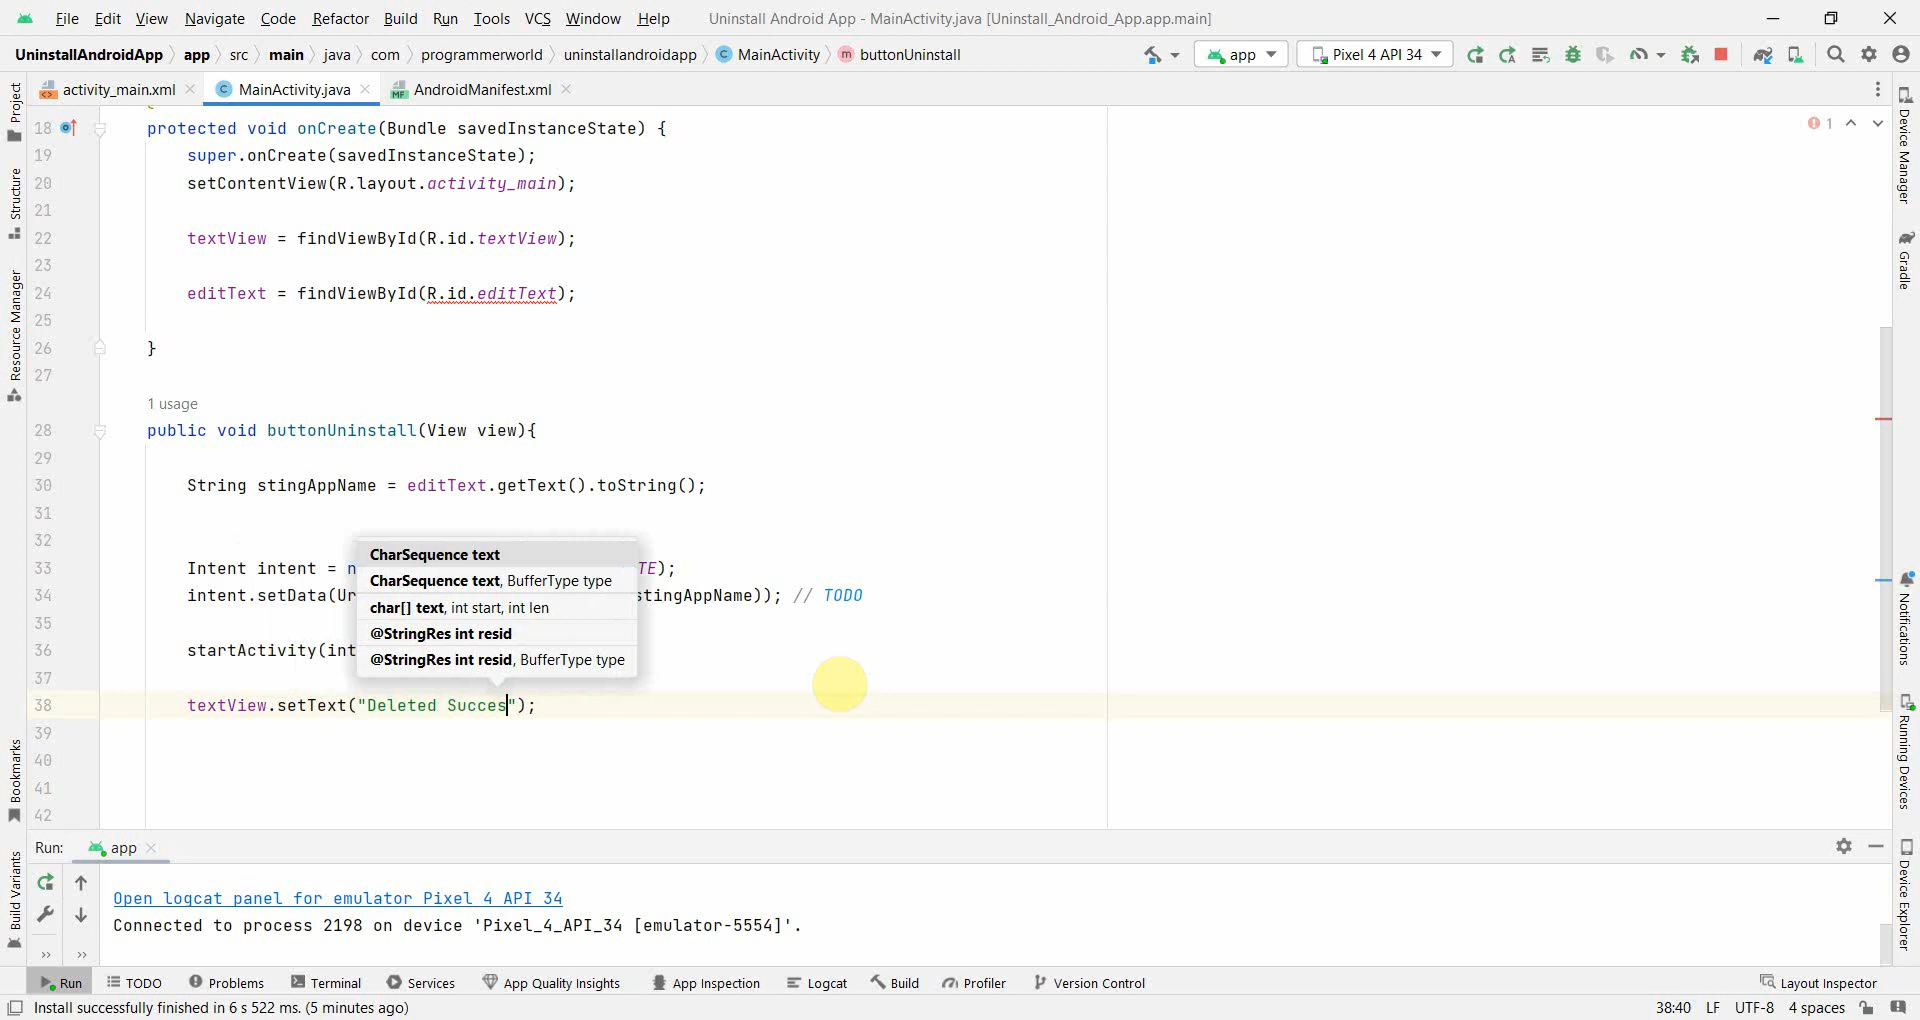 File Edit View Navigate Code Refactor Build Run Tools VCS Window Help Uninstall Android App - MainActivity.java [Uninstall_Android_App.app.main]
UninstallAndroidApp app src main java com programmerworld uninstallandroidapp C MainActivity m buttonUninstall app Pixel 4 API 34
activity_main.xml C MainActivity.java MF AndroidManifest.xml
18 protected void onCreate(Bundle savedInstanceState) { 1
19 super.onCreate(savedInstanceState);
20 setContentView(R.layout.activity_main);
21
22 textView = findViewById(R.id.textView);
23
24 editText = findViewById(R.id.editText);
25
26 }
27
1 usage
28 public void buttonUninstall(View view){
29
30 String stingAppName = editText.getText().toString();
31
32
CharSequence text
33 Intent intent = n TE);
CharSequence text, BufferType type
34 intent.setData(Ur stingAppName)); // TODO
char[] text, int start, int len
35
@StringRes int resid
36 startActivity(int
@StringRes int resid, BufferType type
37
38 textView.setText("Deleted Succes");
39
40
41
42
Project
Structure
Resource Manager
Bookmarks
Build Variants
Device Manager
Gradle
Notifications
Running Devices
Device Explorer
Run: app
Open logcat panel for emulator Pixel 4 API 34
Connected to process 2198 on device 'Pixel_4_API_34 [emulator-5554]'.
Run TODO Problems Terminal Services App Quality Insights App Inspection Logcat Build Profiler Version Control Layout Inspector
Install successfully finished in 6 s 522 ms. (5 minutes ago) 38:40 LF UTF-8 4 spaces